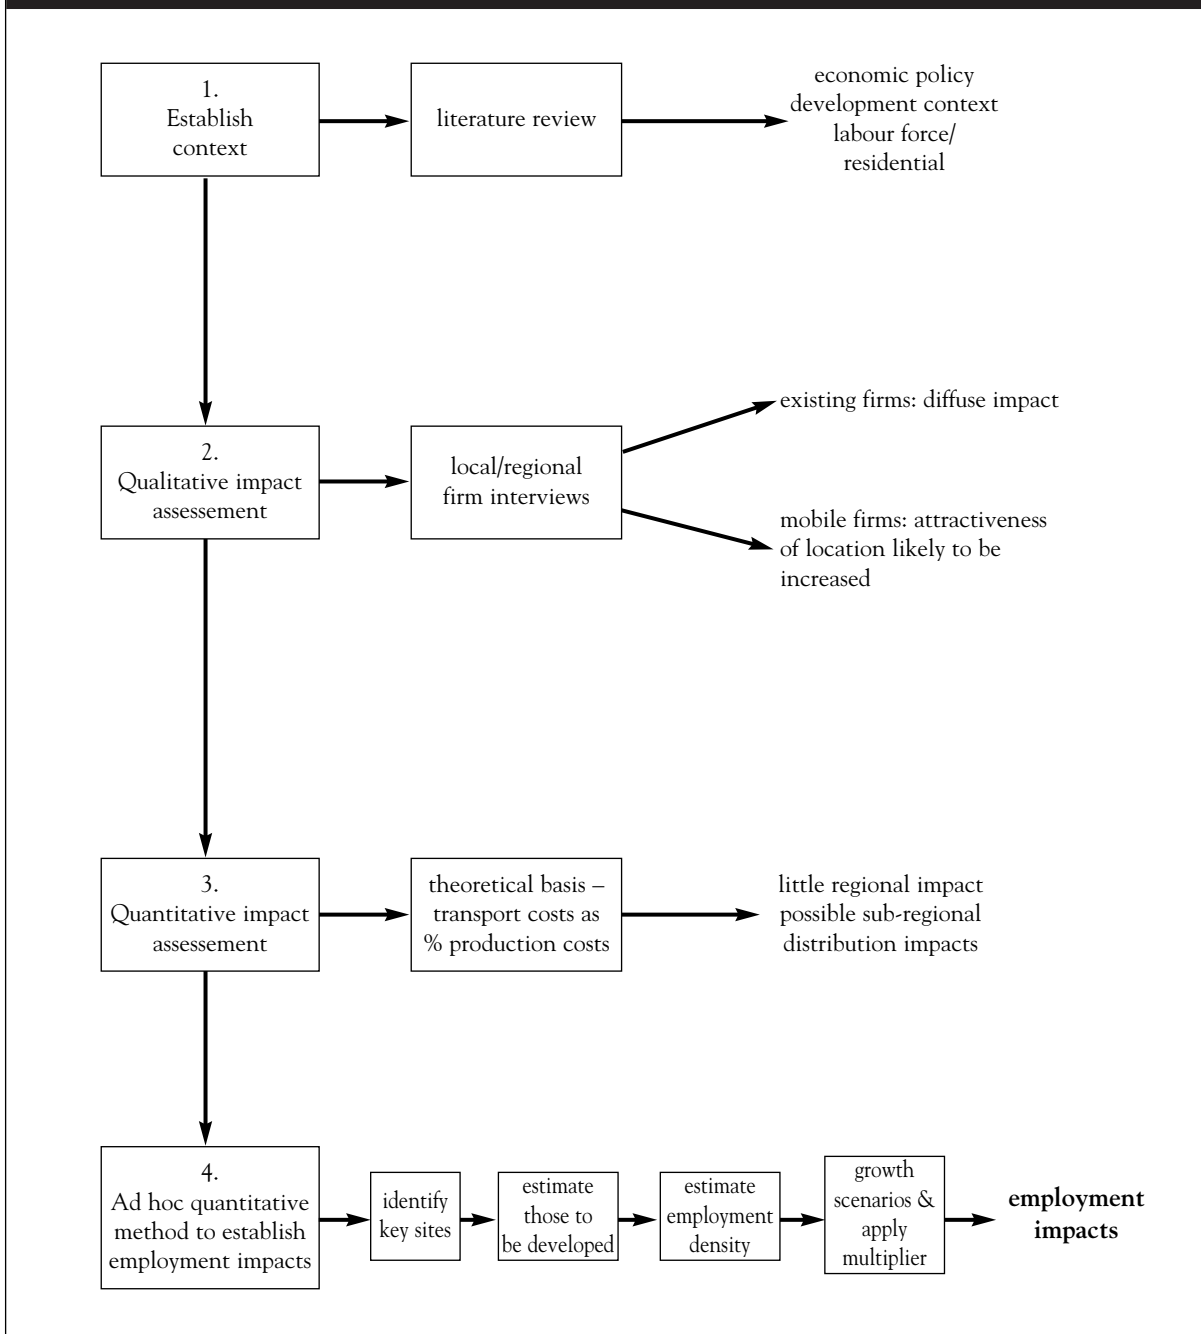 1.
Establish
context
literature review
economic policy
development context
labour force/
residential
2.
Qualitative impact
assessement
local/regional
firm interviews
existing firms: diffuse impact
mobile firms: attractiveness
of location likely to be
increased
3.
Quantitative impact
assessement
theoretical basis –
transport costs as
% production costs
little regional impact
possible sub-regional
distribution impacts
4.
Ad hoc quantitative
method to establish
employment impacts
identify
key sites
estimate
those to
be developed
estimate
employment
density
growth
scenarios &
apply
multiplier
employment
impacts